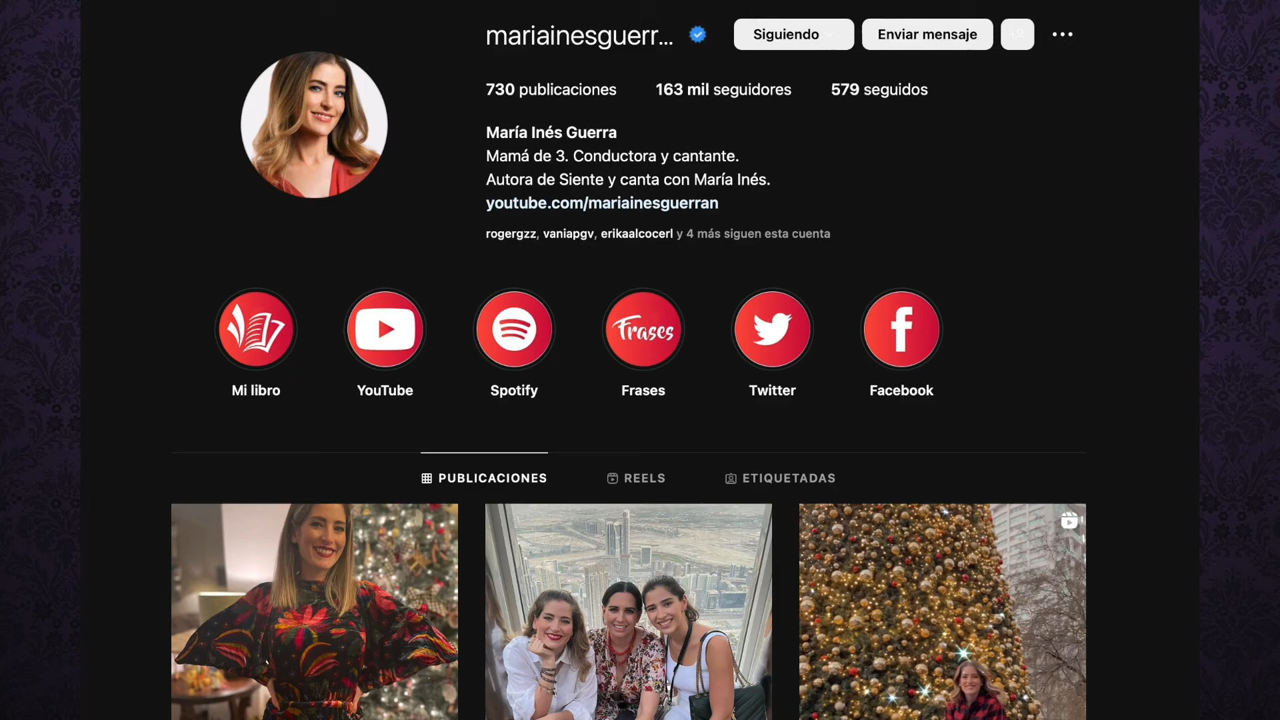 mariainesguerr...
Siguiendo
Enviar mensaje
730 publicaciones
163 mil seguidores
579 seguidos
María Inés Guerra
Mamá de 3. Conductora y cantante.
Autora de Siente y canta con María Inés.
youtube.com/mariainesguerran
rogergzz, vaniapgv, erikaalcocerl y 4 más siguen esta cuenta
Frases
Mi libro
YouTube
Spotify
Frases
Twitter
Facebook
PUBLICACIONES
REELS
ETIQUETADAS